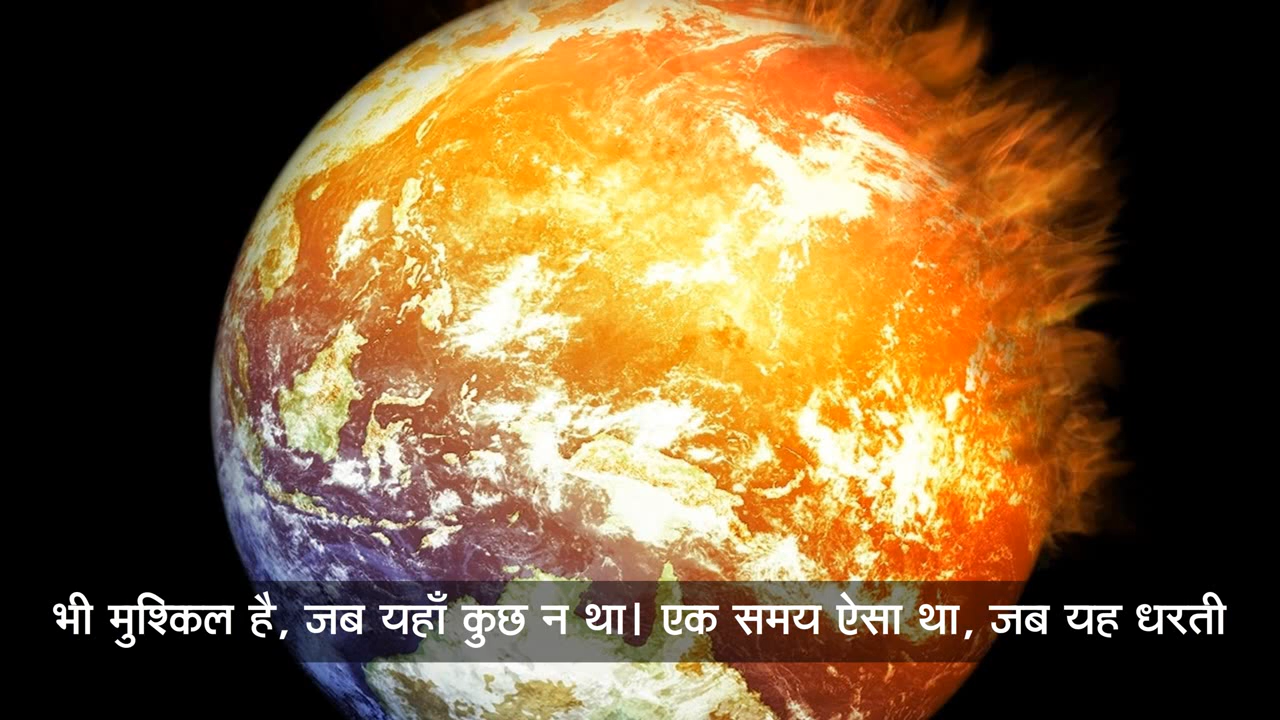 भी मुश्किल है, जब यहाँ कुछ न था। एक समय ऐसा था, जब यह धरती